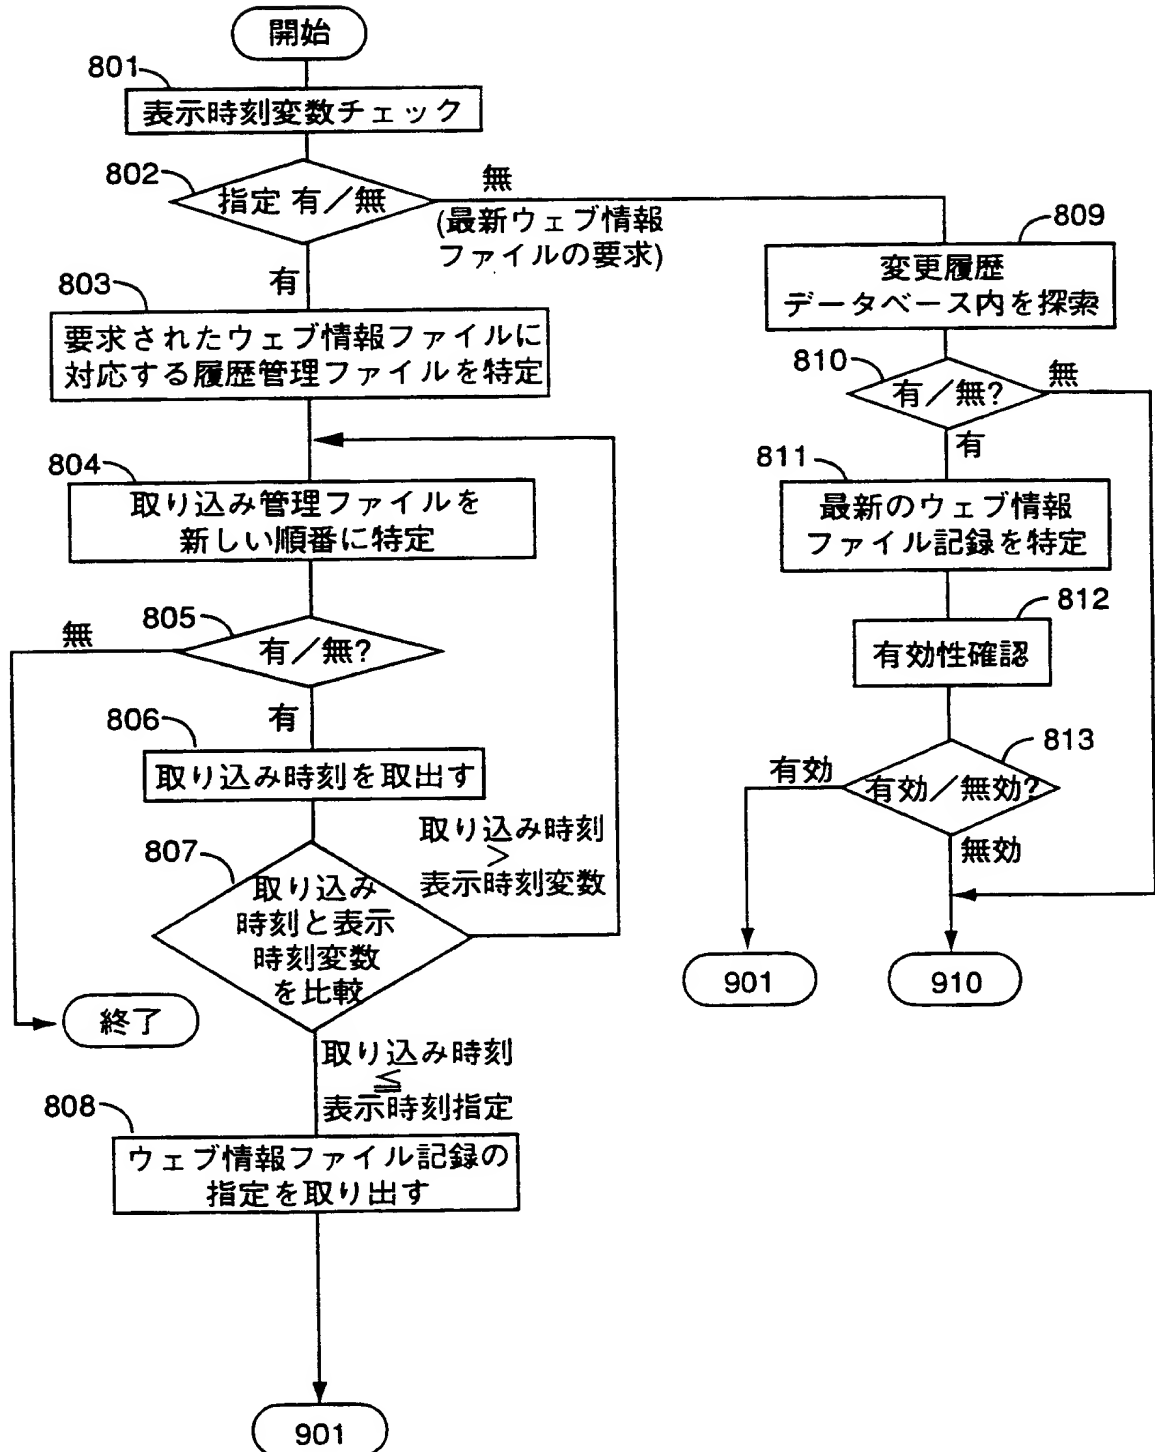 開始
801
表示時刻変数チェック
802
指定 有/無
無
(最新ウェブ情報
ファイルの要求)
有
803
要求されたウェブ情報ファイルに
対応する履歴管理ファイルを特定
804
取り込み管理ファイルを
新しい順番に特定
805
有/無?
無
有
806
取り込み時刻を取出す
807
取り込み
時刻と表示
時刻変数
を比較
取り込み時刻
>
表示時刻変数
終了
取り込み時刻
≦
表示時刻指定
808
ウェブ情報ファイル記録の
指定を取り出す
901
809
変更履歴
データベース内を探索
810
有/無?
無
有
811
最新のウェブ情報
ファイル記録を特定
812
有効性確認
813
有効/無効?
有効
無効
901
910